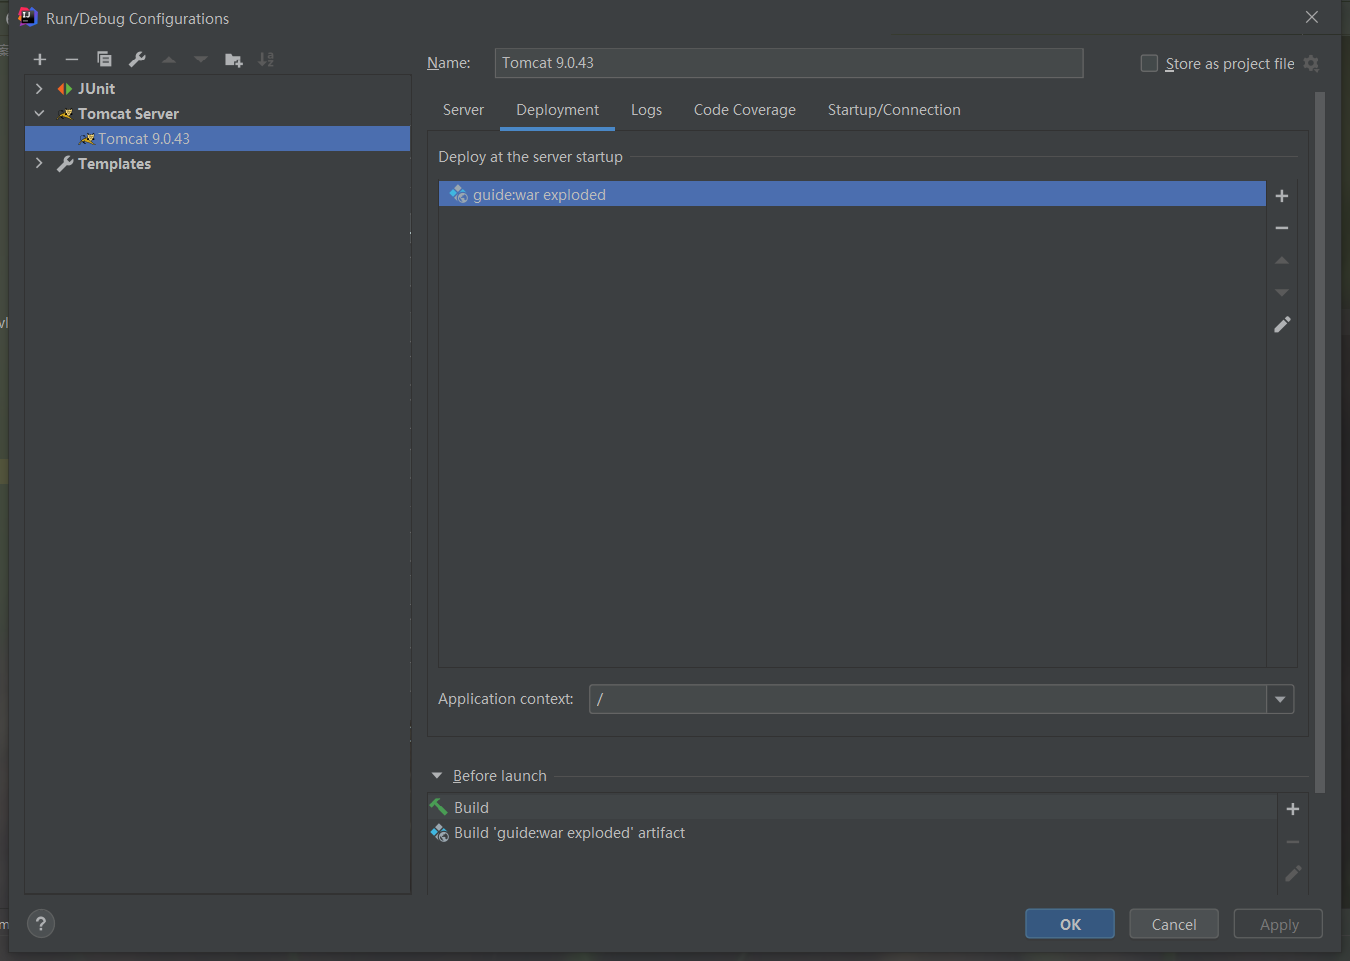 Run/Debug Configurations
Name:
Tomcat 9.0.43
Store as project file
JUnit
Tomcat Server
Tomcat 9.0.43
Templates
Server
Deployment
Logs
Code Coverage
Startup/Connection
Deploy at the server startup
guide:war exploded
Application context:
/
Before launch
Build
Build 'guide:war exploded' artifact
?
OK
Cancel
Apply